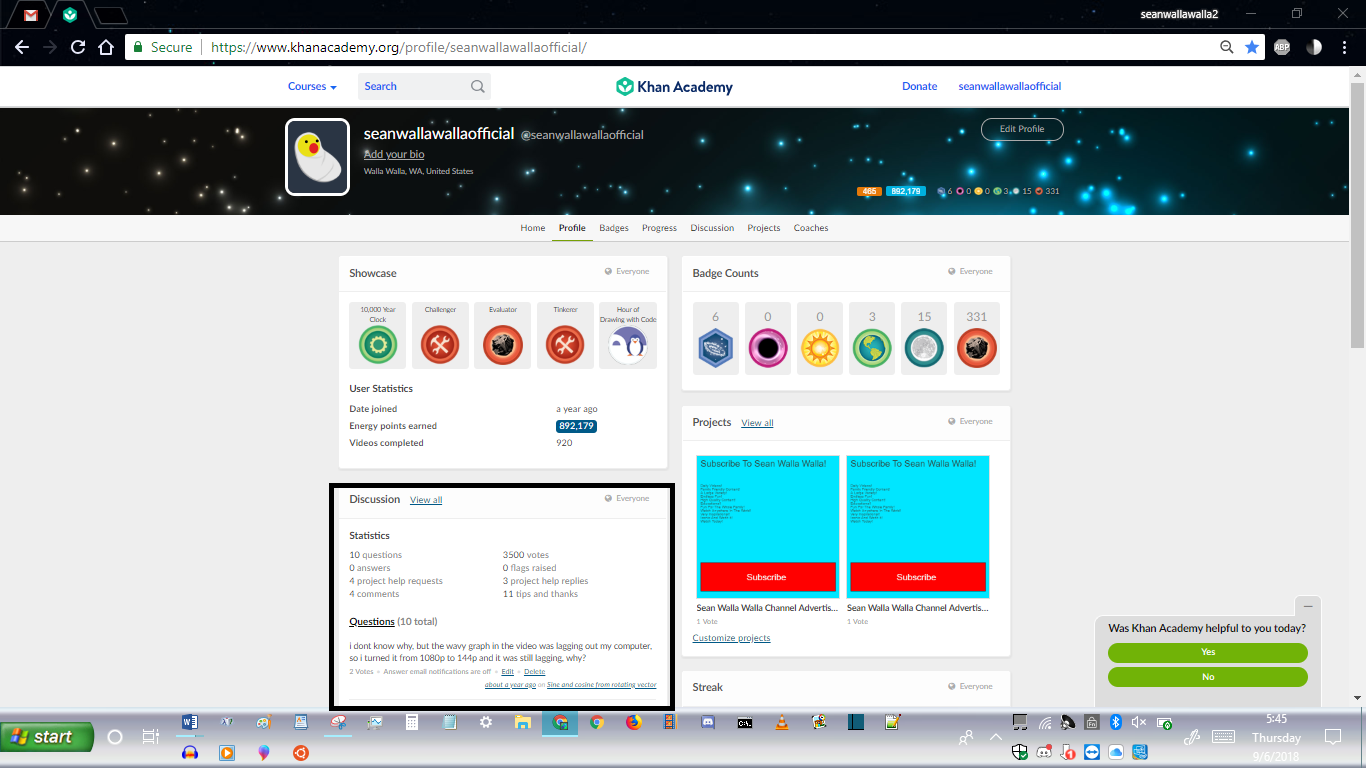 seanwallawalla2
Secure
https://www.khanacademy.org/profile/seanwallawallaofficial/
ABP
Courses
Search
Khan Academy
Donate
seanwallawallaofficial
seanwallawallaofficial @seanwallawallaofficial
Edit Profile
Add your bio
Walla Walla, WA, United States
465 892,179 6 0 0 3 15 331
Home Profile Badges Progress Discussion Projects Coaches
Showcase
Everyone
10,000 Year
Clock
Challenger
Evaluator
Tinkerer
Hour of
Drawing with Code
User Statistics
Date joined a year ago
Energy points earned 892,179
Videos completed 920
Badge Counts
Everyone
6 0 0 3 15 331
Projects View all
Everyone
Subscribe To Sean Walla Walla!
Subscribe
Subscribe To Sean Walla Walla!
Subscribe
Sean Walla Walla Channel Advertis...
1 Vote
Sean Walla Walla Channel Advertis...
1 Vote
Customize projects
Streak
Everyone
Discussion View all
Everyone
Statistics
10 questions 3500 votes
0 answers 0 flags raised
4 project help requests 3 project help replies
4 comments 11 tips and thanks
Questions (10 total)
i dont know why, but the wavy graph in the video was lagging out my computer,
so i turned it from 1080p to 144p and it was still lagging, why?
2 Votes • Answer email notifications are off • Edit • Delete
about a year ago on Sine and cosine from rotating vector
Was Khan Academy helpful to you today?
Yes
No
start
5:45
Thursday
9/6/2018